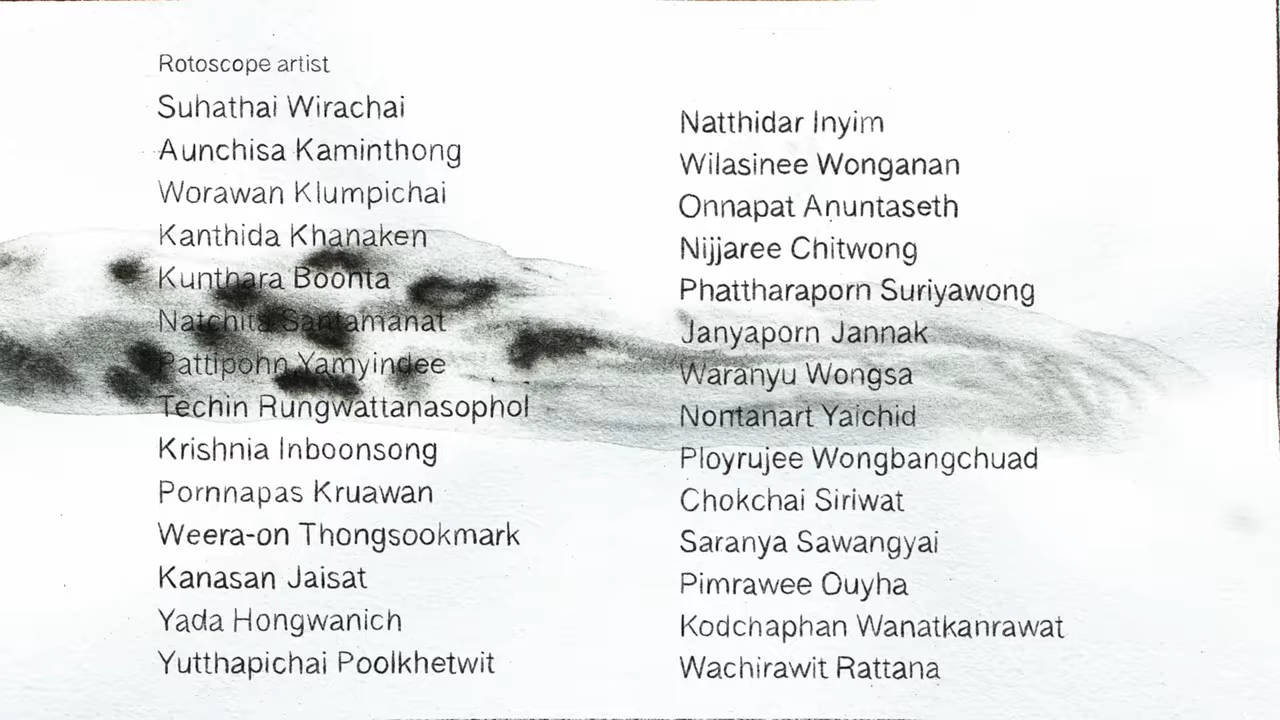 Rotoscope artist
Suhathai Wirachai
Aunchisa Kaminthong
Worawan Klumpichai
Kanthida Khanaken
Kunthara Boonta
Natchita Santamanat
Pattipohn Yamyindee
Techin Rungwattanasophol
Krishnia Inboonsong
Pornnapas Kruawan
Weera-on Thongsookmark
Kanasan Jaisat
Yada Hongwanich
Yutthapichai Poolkhetwit
Natthidar Inyim
Wilasinee Wonganan
Onnapat Anuntaseth
Nijjaree Chitwong
Phattharaporn Suriyawong
Janyaporn Jannak
Waranyu Wongsa
Nontanart Yaichid
Ployrujee Wongbangchuad
Chokchai Siriwat
Saranya Sawangyai
Pimrawee Ouyha
Kodchaphan Wanatkanrawat
Wachirawit Rattana